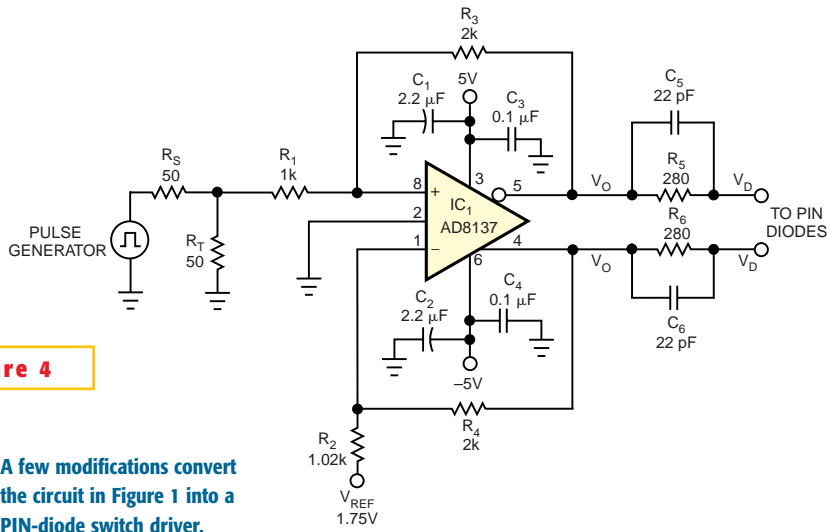 R3
2k
C1
2.2 µF
5V
C3
0.1 µF
C5
22 pF
RS
50
R1
1k
8
+
3
5
VO
R5
280
VD
IC1
AD8137
2
PULSE
GENERATOR
RT
50
TO PIN
DIODES
1
–
4
6
VO
R6
280
VD
C2
2.2 µF
C4
0.1 µF
C6
22 pF
–5V
re 4
R2
1.02k
R4
2k
VREF
1.75V
A few modifications convert
the circuit in Figure 1 into a
PIN-diode switch driver.